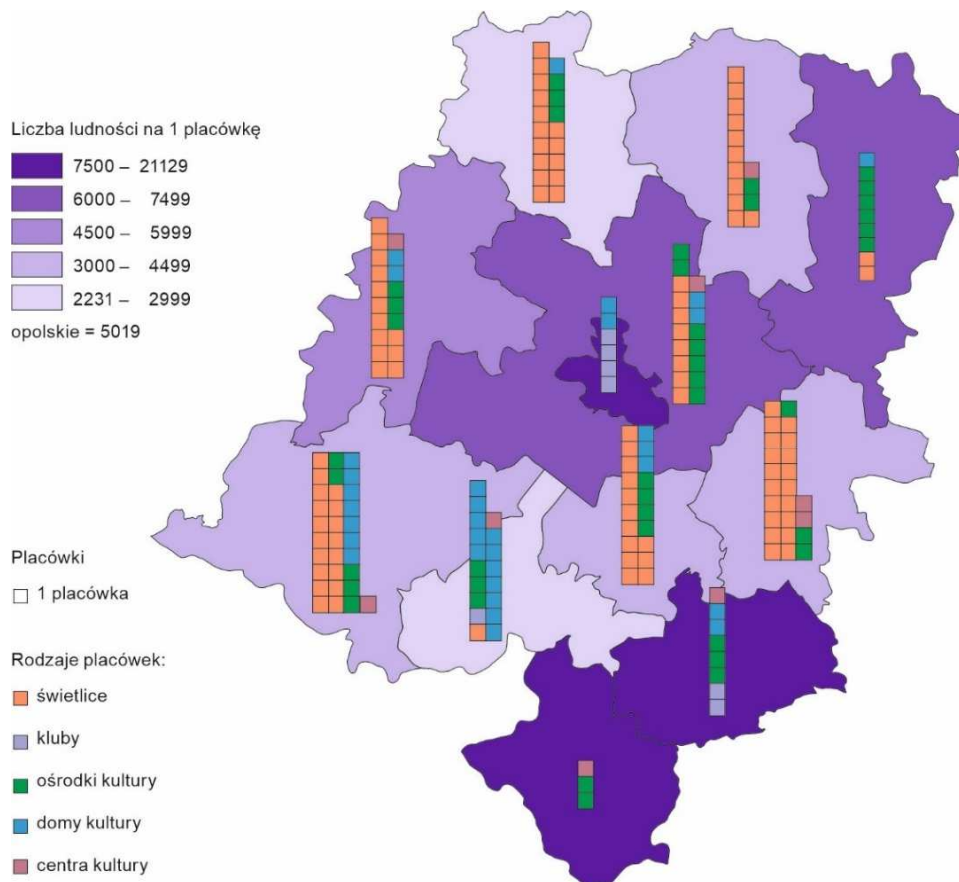 Liczba ludności na 1 placówkę
7500 – 21129
6000 – 7499
4500 – 5999
3000 – 4499
2231 – 2999
opolskie = 5019
Placówki
1 placówka
Rodzaje placówek:
świetlice
kluby
ośrodki kultury
domy kultury
centra kultury